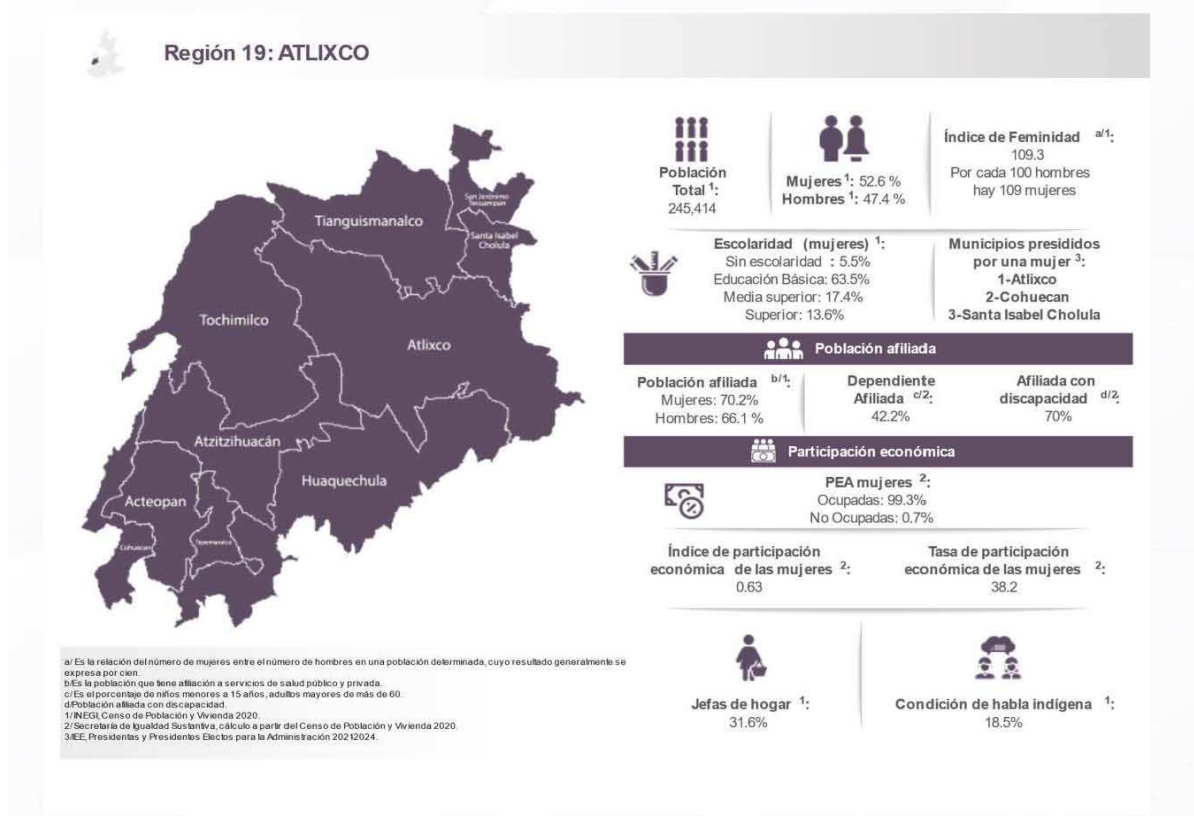 Región 19: ATLIXCO
San Jerónimo
Tecuanipan
Tianguismanalco
Santa Isabel
Cholula
Tochimilco
Atlixco
Atzitzihuacán
Huaquechula
Acteopan
Cohuecan
Tepemaxalco
Población
Total 1:
245,414
Mujeres 1: 52.6 %
Hombres 1: 47.4 %
Índice de Feminidad a/1:
109.3
Por cada 100 hombres
hay 109 mujeres
Escolaridad (mujeres) 1:
Sin escolaridad : 5.5%
Educación Básica: 63.5%
Media superior: 17.4%
Superior: 13.6%
Municipios presididos
por una mujer 3:
1-Atlixco
2-Cohuecan
3-Santa Isabel Cholula
Población afiliada
Población afiliada b/1:
Mujeres: 70.2%
Hombres: 66.1 %
Dependiente
Afiliada c/2:
42.2%
Afiliada con
discapacidad d/2:
70%
Participación económica
PEA mujeres 2:
Ocupadas: 99.3%
No Ocupadas: 0.7%
Índice de participación
económica de las mujeres 2:
0.63
Tasa de participación
económica de las mujeres 2:
38.2
Jefas de hogar 1:
31.6%
Condición de habla indígena 1:
18.5%
a/ Es la relación del número de mujeres entre el número de hombres en una población determinada, cuyo resultado generalmente se
expresa por cien.
b/Es la población que tiene afiliación a servicios de salud público y privada.
c/ Es el porcentaje de niños menores a 15 años, adultos mayores de más de 60.
d/Población afiliada con discapacidad.
1/ INEGI, Censo de Población y Vivienda 2020.
2/ Secretaría de Igualdad Sustantiva, cálculo a partir del Censo de Población y Vivienda 2020.
3/IEE, Presidentas y Presidentes Electos para la Administración 20212024.